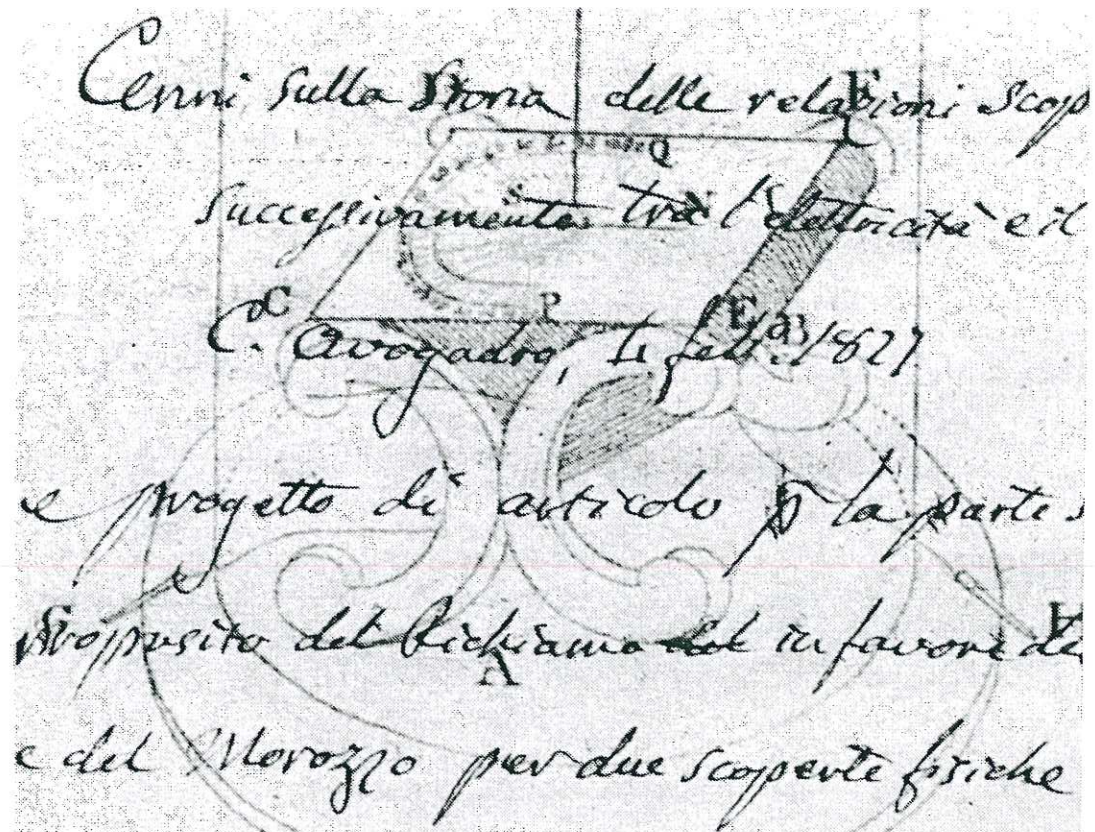 Cenni sulla Storia delle relazioni scop
successivamente tra l'elettricità e il
C. Avogadro, li febb. 1827
e progetto di articolo p la parte s
proposito del Richiamo del in favore de
e del Morozzo per due scoperte fisiche
E
Q
S
N
C
P
F
A